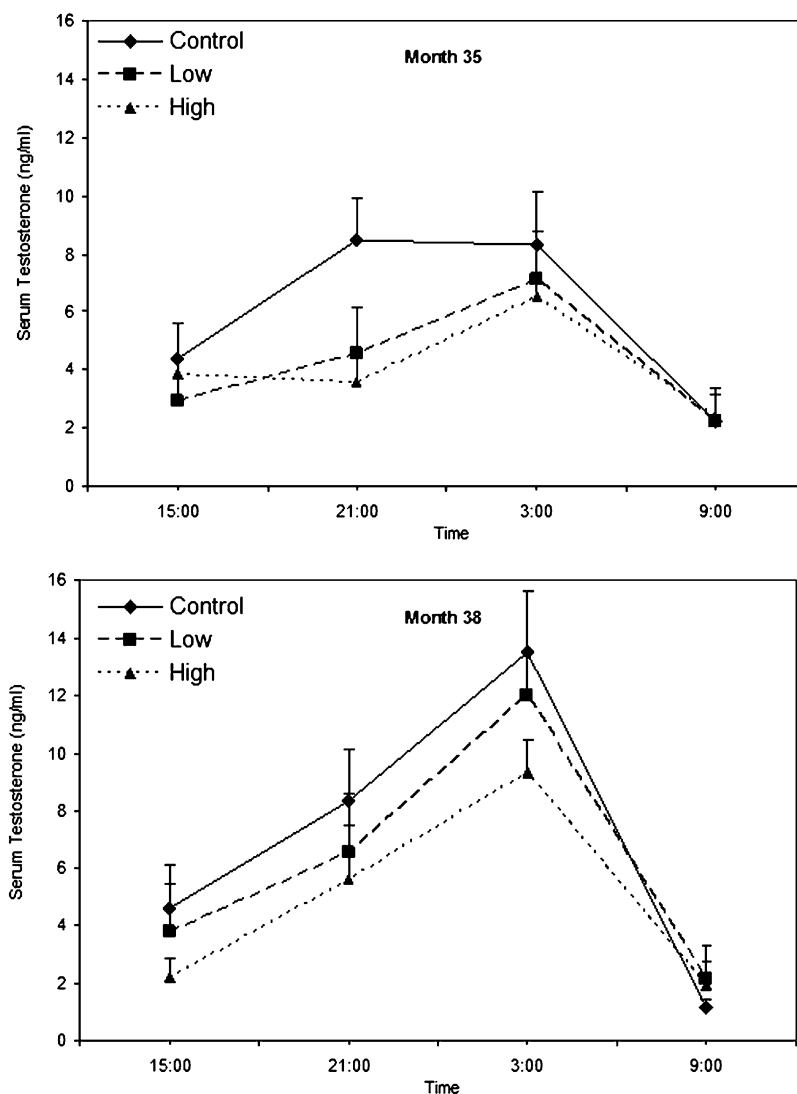 Month 35
Control
Low
High
Serum Testosterone (ng/ml)
16
14
12
10
8
6
4
2
0
15:00 21:00 3:00 9:00
Time
Month 38
Control
Low
High
Serum Testosterone (ng/ml)
16
14
12
10
8
6
4
2
0
15:00 21:00 3:00 9:00
Time